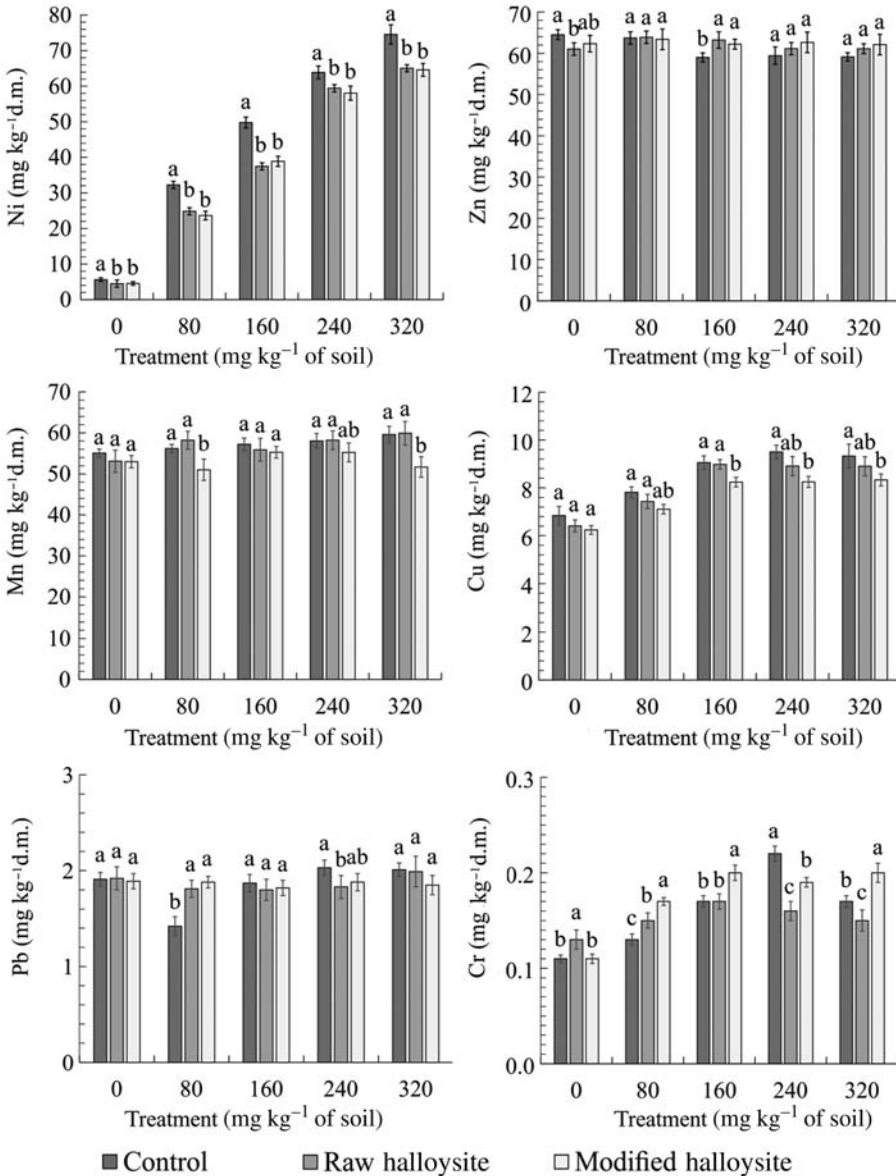 80
70
60
50
40
30
20
10
0
Ni (mg kg⁻¹d.m.)
a b b
a b b
a b b
a b b
a b b
0 80 160 240 320
Treatment (mg kg⁻¹ of soil)
70
60
50
40
30
20
10
0
Zn (mg kg⁻¹d.m.)
a b ab
a a a
b a a
a a a
a a a
0 80 160 240 320
Treatment (mg kg⁻¹ of soil)
70
60
50
40
30
20
10
0
Mn (mg kg⁻¹d.m.)
a a a
a a b
a a a
a a ab
a a b
0 80 160 240 320
Treatment (mg kg⁻¹ of soil)
12
10
8
6
4
2
0
Cu (mg kg⁻¹d.m.)
a a a
a a ab
a a b
a ab b
a ab b
0 80 160 240 320
Treatment (mg kg⁻¹ of soil)
3
2
1
0
Pb (mg kg⁻¹d.m.)
a a a
b a a
a a a
a b ab
a a a
0 80 160 240 320
Treatment (mg kg⁻¹ of soil)
0.3
0.2
0.1
0.0
Cr (mg kg⁻¹d.m.)
b a b
c b a
b b a
a c b
b c a
0 80 160 240 320
Treatment (mg kg⁻¹ of soil)
Control Raw halloysite Modified halloysite